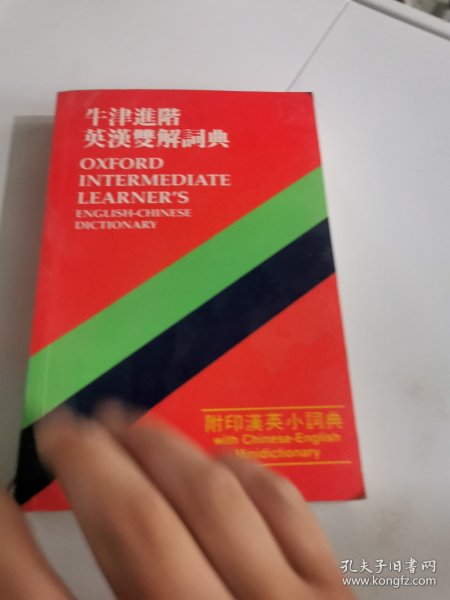 牛津進階
英漢雙解詞典
OXFORD
INTERMEDIATE
LEARNER'S
ENGLISH-CHINESE
DICTIONARY
附印漢英小詞典
with Chinese-English
Minidictionary
孔夫子旧书网
www.kongfz.com